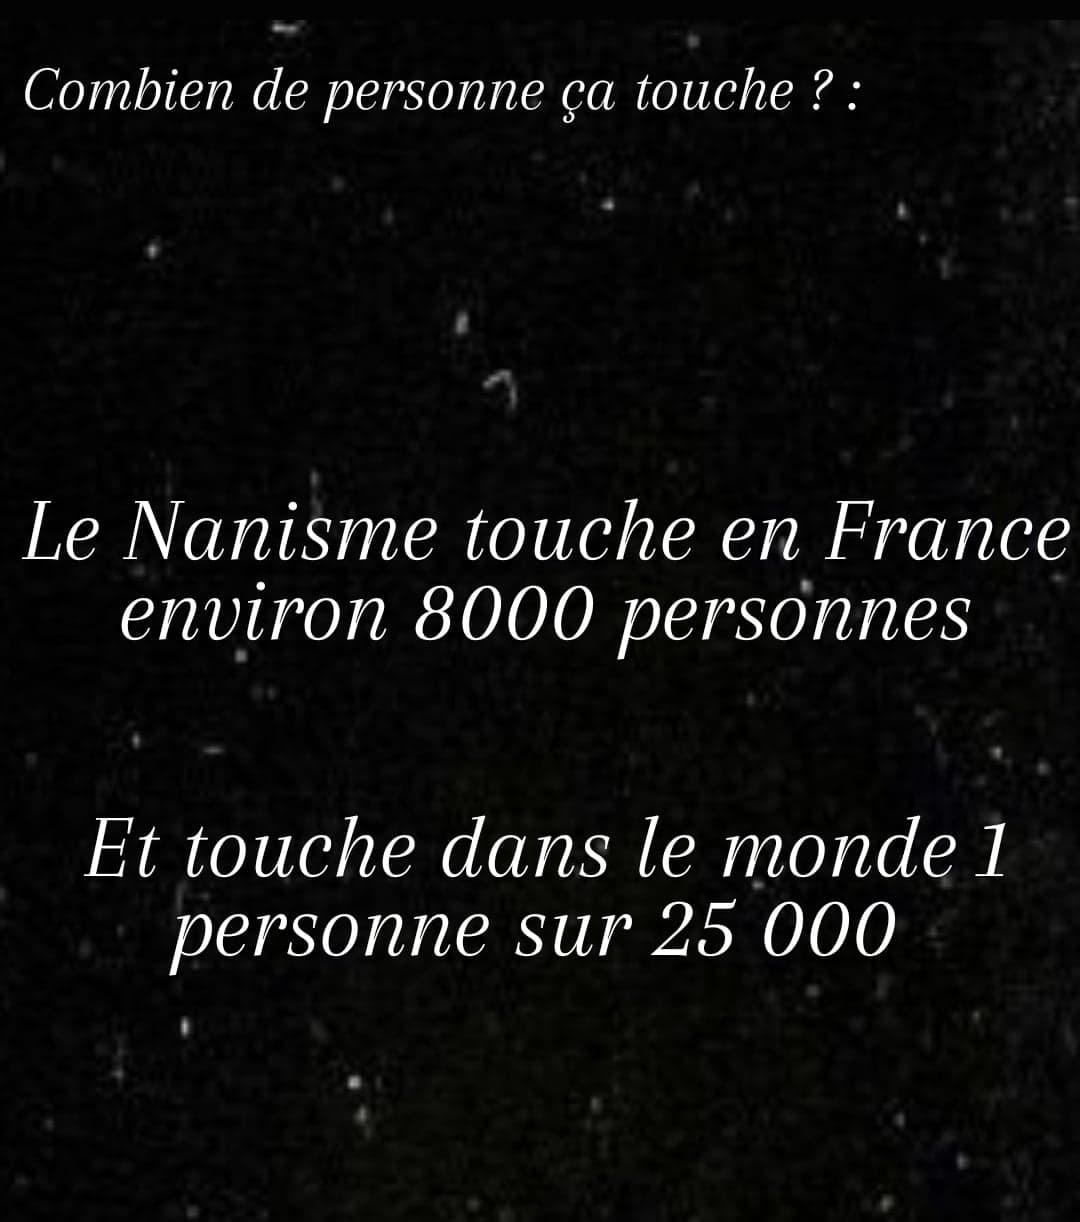 Combien de personne ça touche ? :
Le Nanisme touche en France
environ 8000 personnes
Et touche dans le monde 1
personne sur 25 000